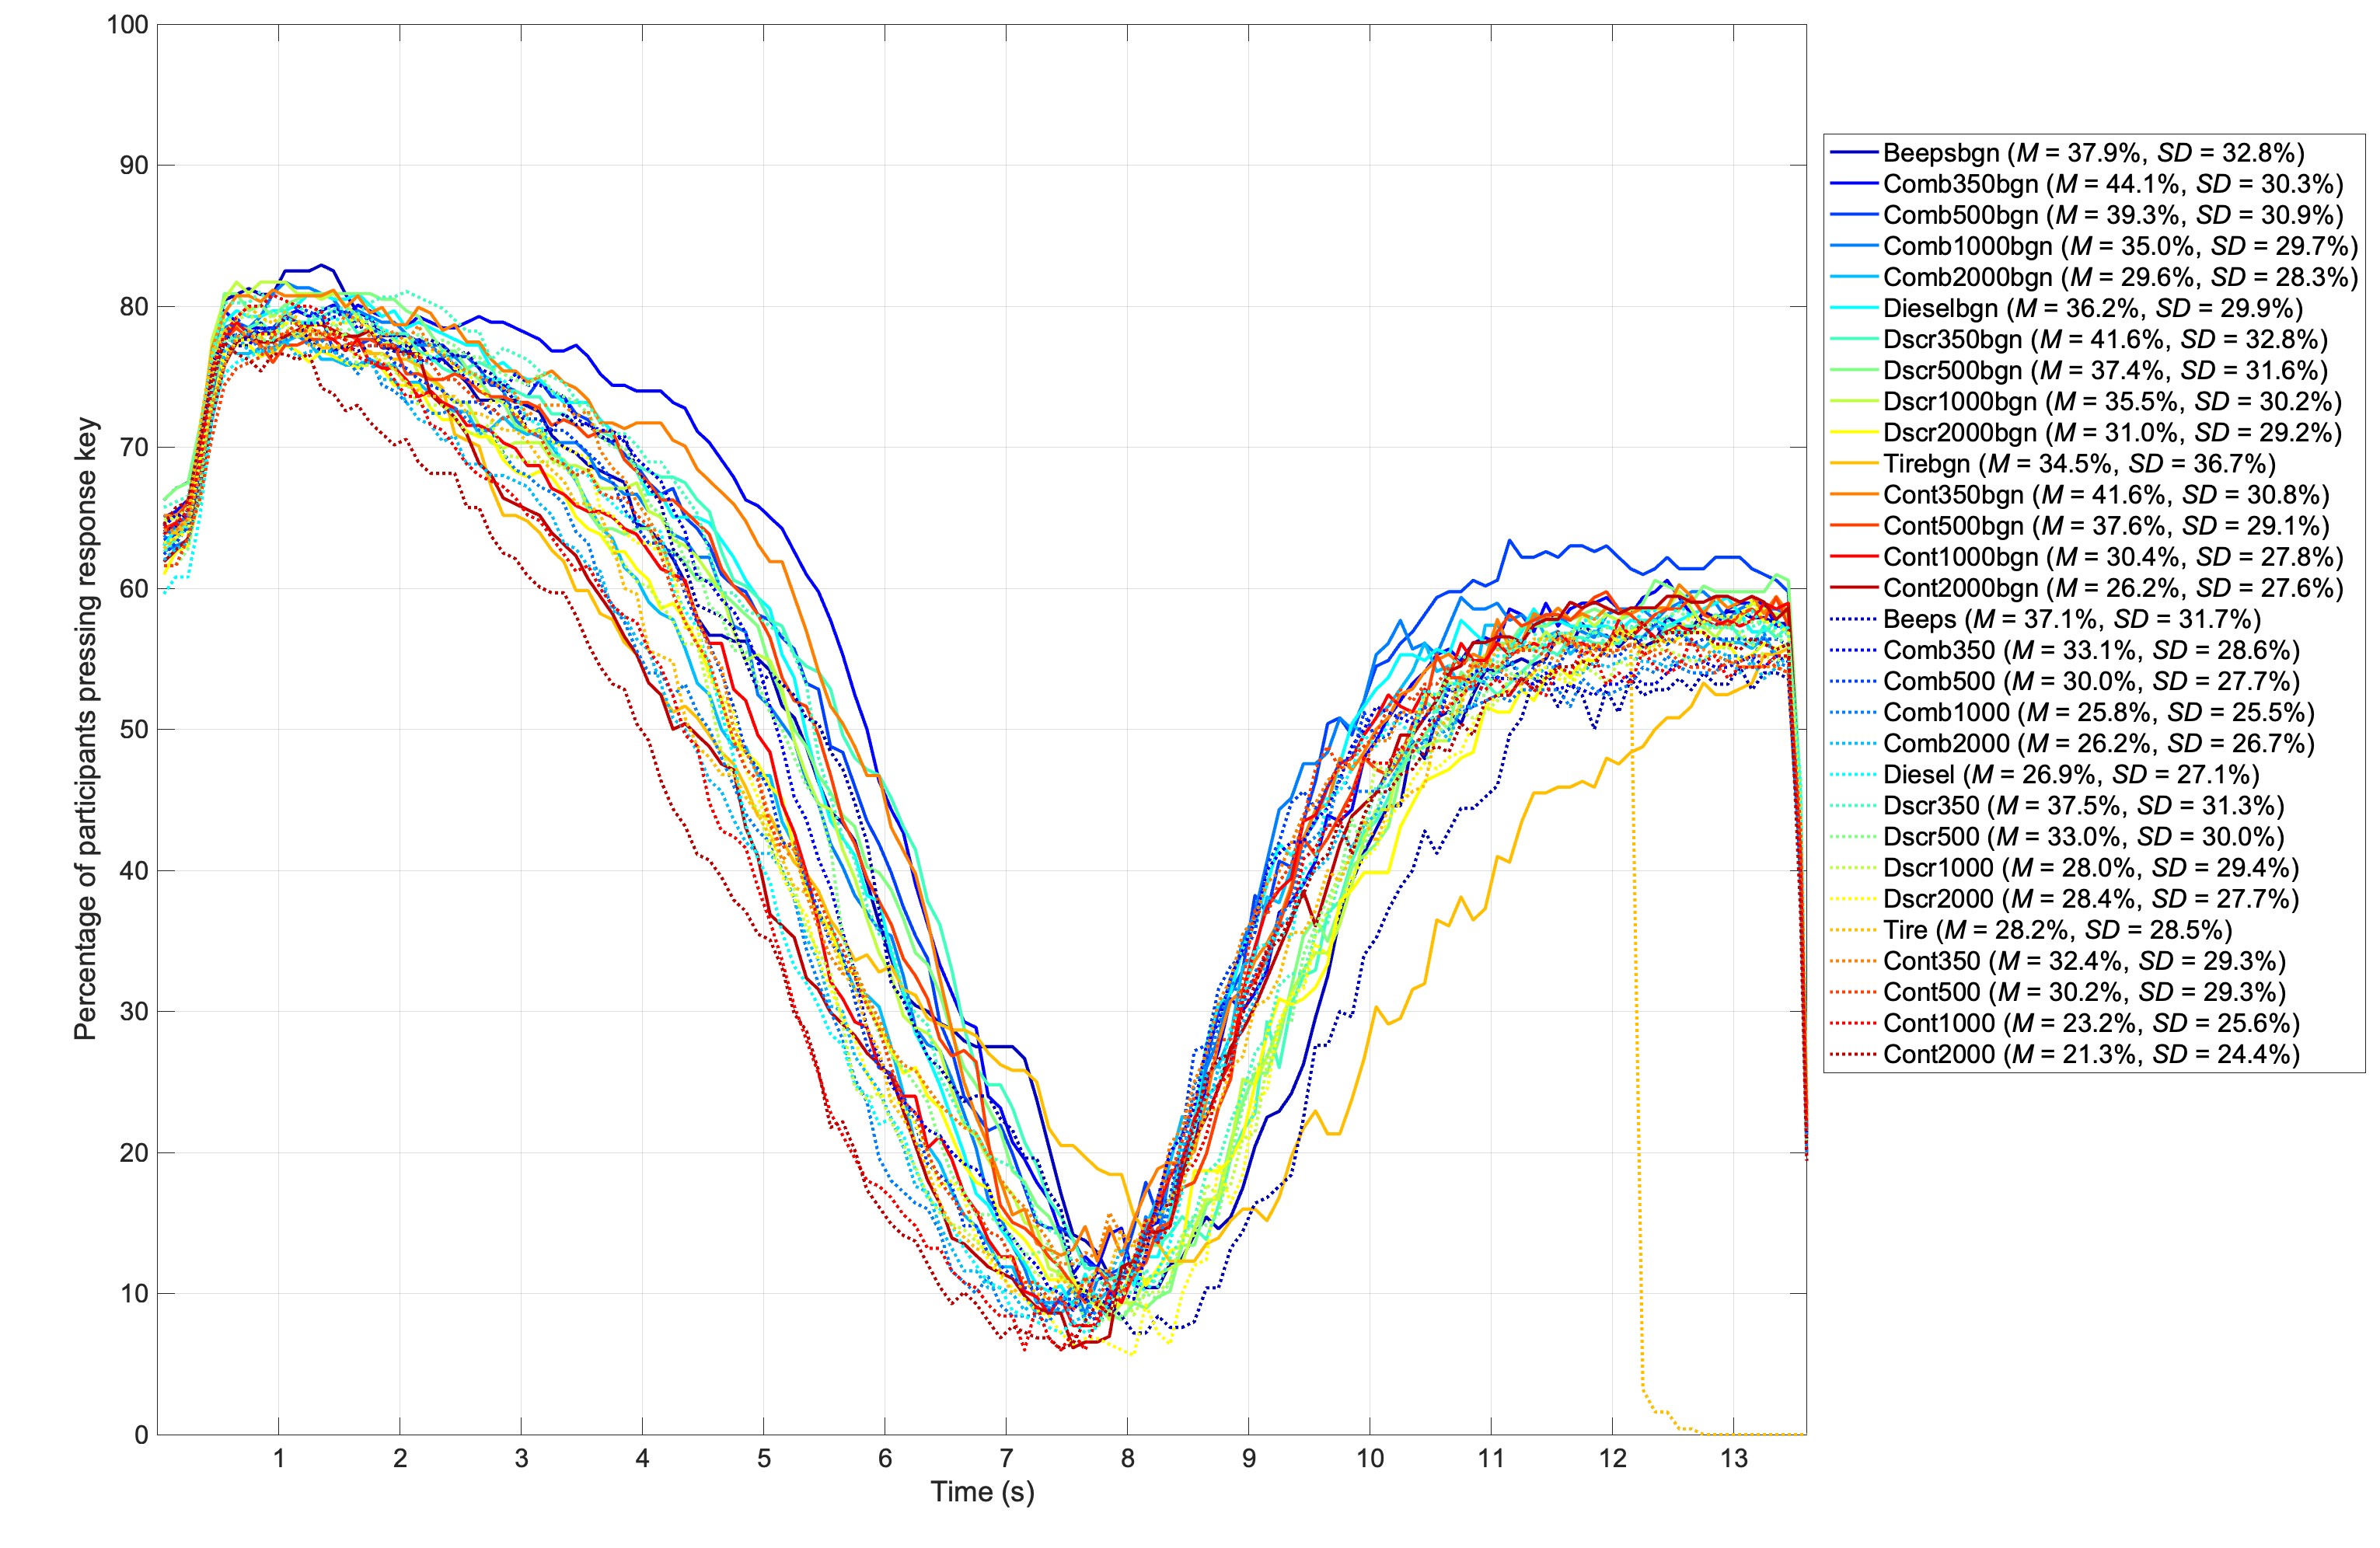 100
90
80
70
60
50
40
30
20
10
0
Percentage of participants pressing response key
1 2 3 4 5 6 7 8 9 10 11 12 13
Time (s)
Beepsbgn (M = 37.9%, SD = 32.8%)
Comb350bgn (M = 44.1%, SD = 30.3%)
Comb500bgn (M = 39.3%, SD = 30.9%)
Comb1000bgn (M = 35.0%, SD = 29.7%)
Comb2000bgn (M = 29.6%, SD = 28.3%)
Dieselbgn (M = 36.2%, SD = 29.9%)
Dscr350bgn (M = 41.6%, SD = 32.8%)
Dscr500bgn (M = 37.4%, SD = 31.6%)
Dscr1000bgn (M = 35.5%, SD = 30.2%)
Dscr2000bgn (M = 31.0%, SD = 29.2%)
Tirebgn (M = 34.5%, SD = 36.7%)
Cont350bgn (M = 41.6%, SD = 30.8%)
Cont500bgn (M = 37.6%, SD = 29.1%)
Cont1000bgn (M = 30.4%, SD = 27.8%)
Cont2000bgn (M = 26.2%, SD = 27.6%)
Beeps (M = 37.1%, SD = 31.7%)
Comb350 (M = 33.1%, SD = 28.6%)
Comb500 (M = 30.0%, SD = 27.7%)
Comb1000 (M = 25.8%, SD = 25.5%)
Comb2000 (M = 26.2%, SD = 26.7%)
Diesel (M = 26.9%, SD = 27.1%)
Dscr350 (M = 37.5%, SD = 31.3%)
Dscr500 (M = 33.0%, SD = 30.0%)
Dscr1000 (M = 28.0%, SD = 29.4%)
Dscr2000 (M = 28.4%, SD = 27.7%)
Tire (M = 28.2%, SD = 28.5%)
Cont350 (M = 32.4%, SD = 29.3%)
Cont500 (M = 30.2%, SD = 29.3%)
Cont1000 (M = 23.2%, SD = 25.6%)
Cont2000 (M = 21.3%, SD = 24.4%)